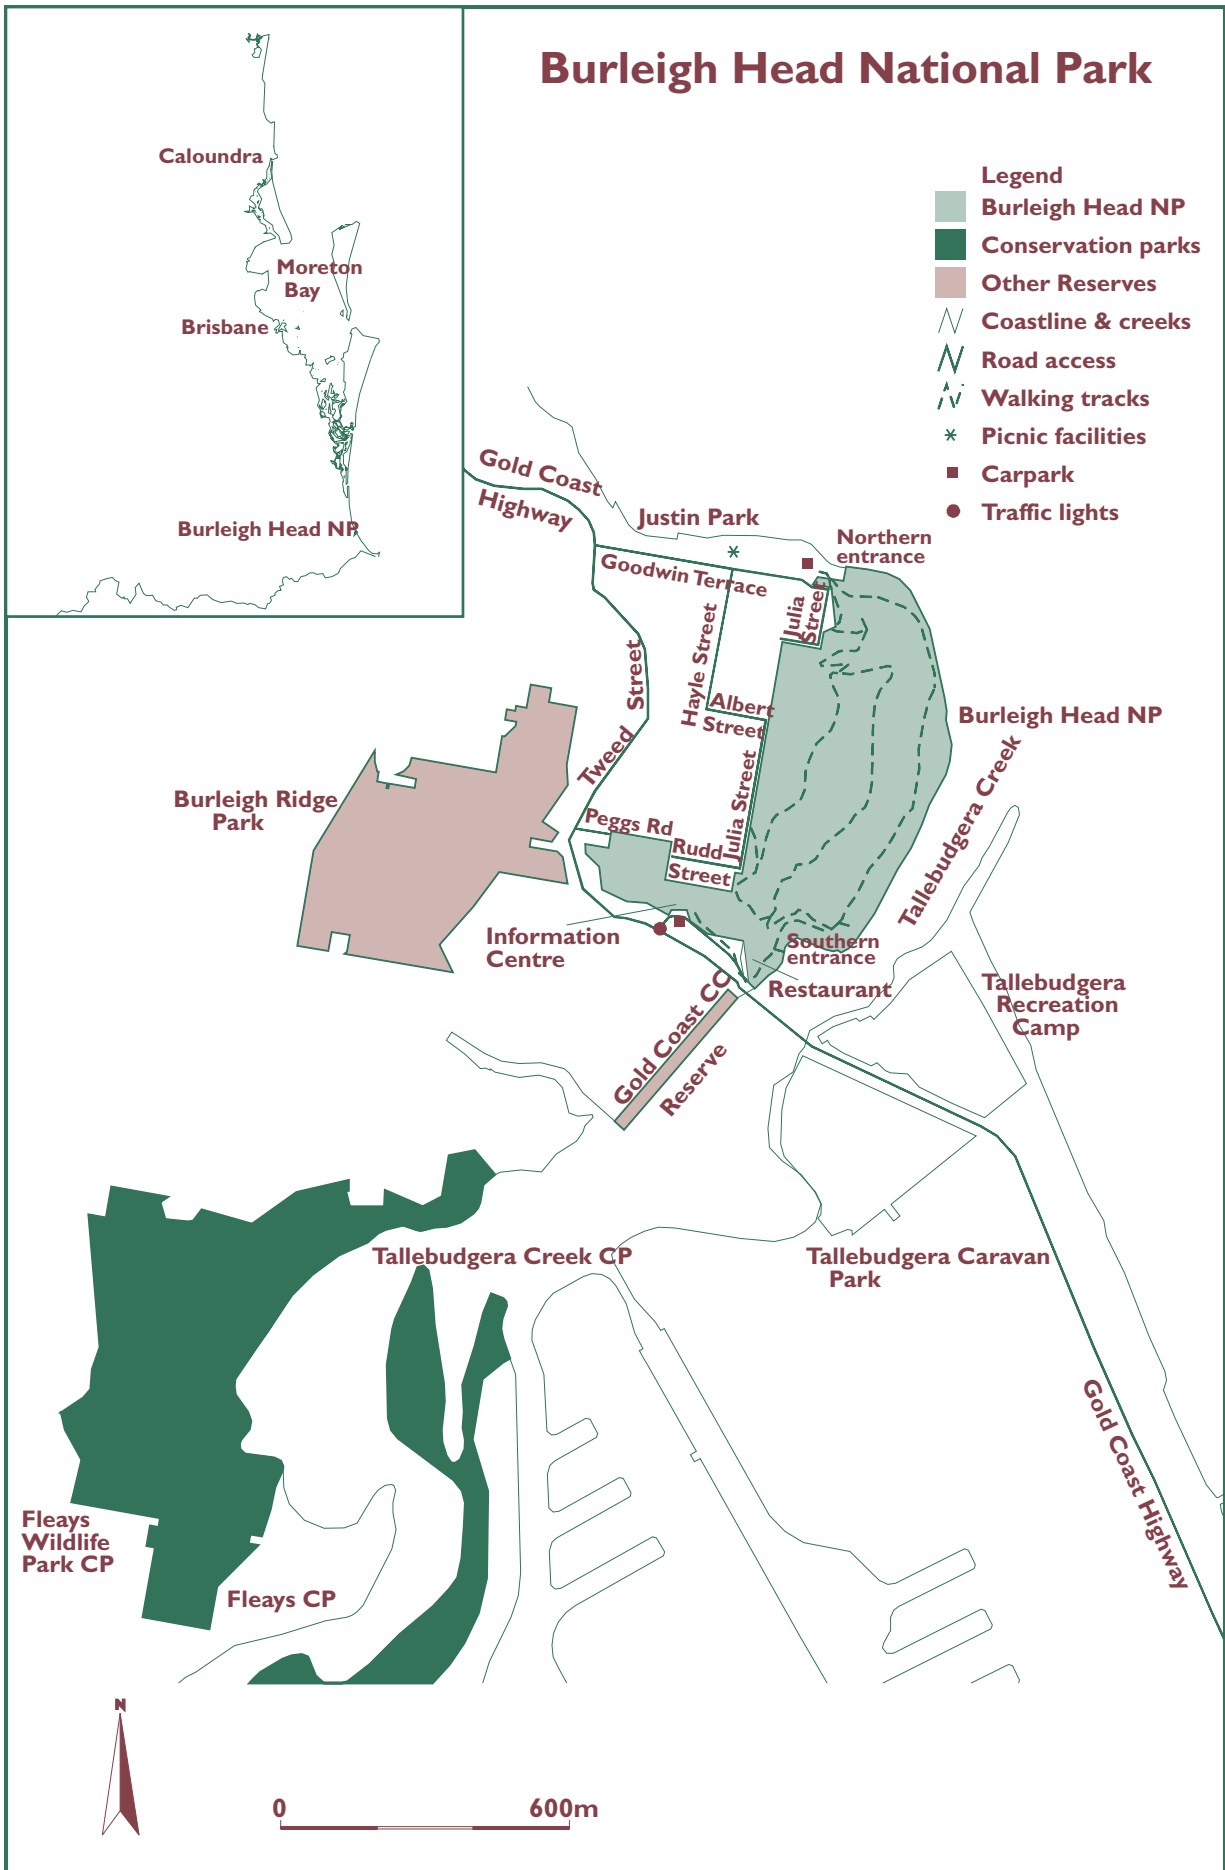 Burleigh Head National Park
Caloundra
Moreton
Bay
Brisbane
Burleigh Head NP
Legend
Burleigh Head NP
Conservation parks
Other Reserves
Coastline & creeks
Road access
Walking tracks
Picnic facilities
Carpark
Traffic lights
Gold Coast
Highway
Justin Park
Northern
entrance
Goodwin Terrace
Julia
Street
Hayle Street
Tweed Street
Albert
Street
Burleigh Head NP
Tallebudgera Creek
Julia Street
Burleigh Ridge
Park
Peggs Rd
Rudd
Street
Information
Centre
Southern
entrance
Restaurant
Tallebudgera
Recreation
Camp
Gold Coast CC
Reserve
Tallebudgera Creek CP
Tallebudgera Caravan
Park
Gold Coast Highway
Fleays
Wildlife
Park CP
Fleays CP
N
0 600m